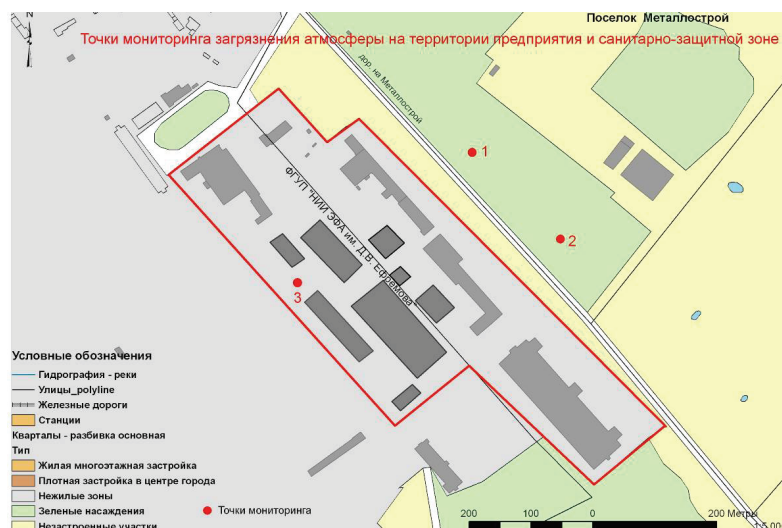 N
Поселок Металлострой
Точки мониторинга загрязнения атмосферы на территории предприятия и санитарно-защитной зоне
дор. на Металлострой
1
2
ФГУП "НИИ ЭФА им. Д.В. Ефремова"
3
Условные обозначения
Гидрография - реки
Улицы_polyline
Железные дороги
Станции
Кварталы - разбивка основная
Тип
Жилая многоэтажная застройка
Плотная застройка в центре города
Нежилые зоны
Зеленые насаждения
Точки мониторинга
Незастроенные участки
200 100 0 200 Метры